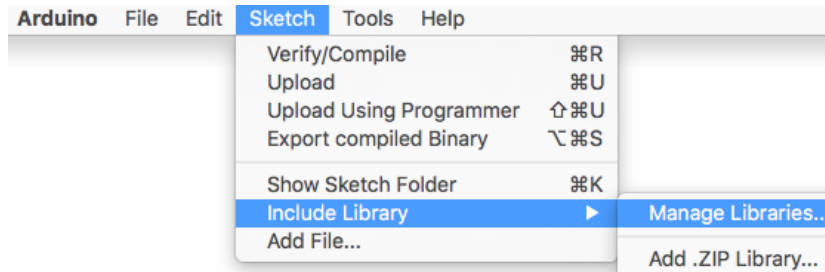 Arduino File Edit Sketch Tools Help
Verify/Compile ⌘R
Upload ⌘U
Upload Using Programmer ⇧⌘U
Export compiled Binary ⌥⌘S
Show Sketch Folder ⌘K
Include Library ▶ Manage Libraries..
Add File...
Add .ZIP Library...